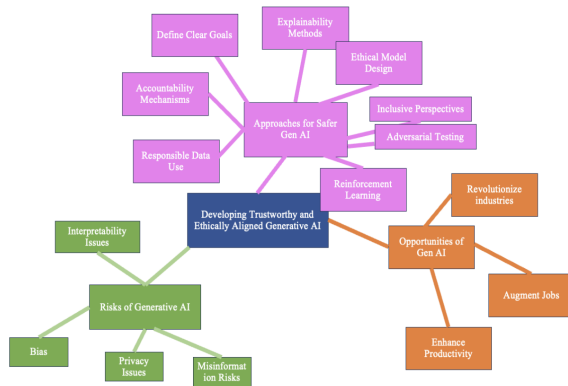 Explainability
Methods
Define Clear Goals
Ethical Model
Design
Accountability
Mechanisms
Inclusive Perspectives
Approaches for Safer
Gen AI
Adversarial Testing
Responsible Data
Use
Reinforcement
Learning
Revolutionize
industries
Developing Trustworthy and
Ethically Aligned Generative AI
Interpretability
Issues
Opportunities of
Gen AI
Augment Jobs
Risks of Generative AI
Enhance
Productivity
Bias
Privacy
Issues
Misinformat
ion Risks